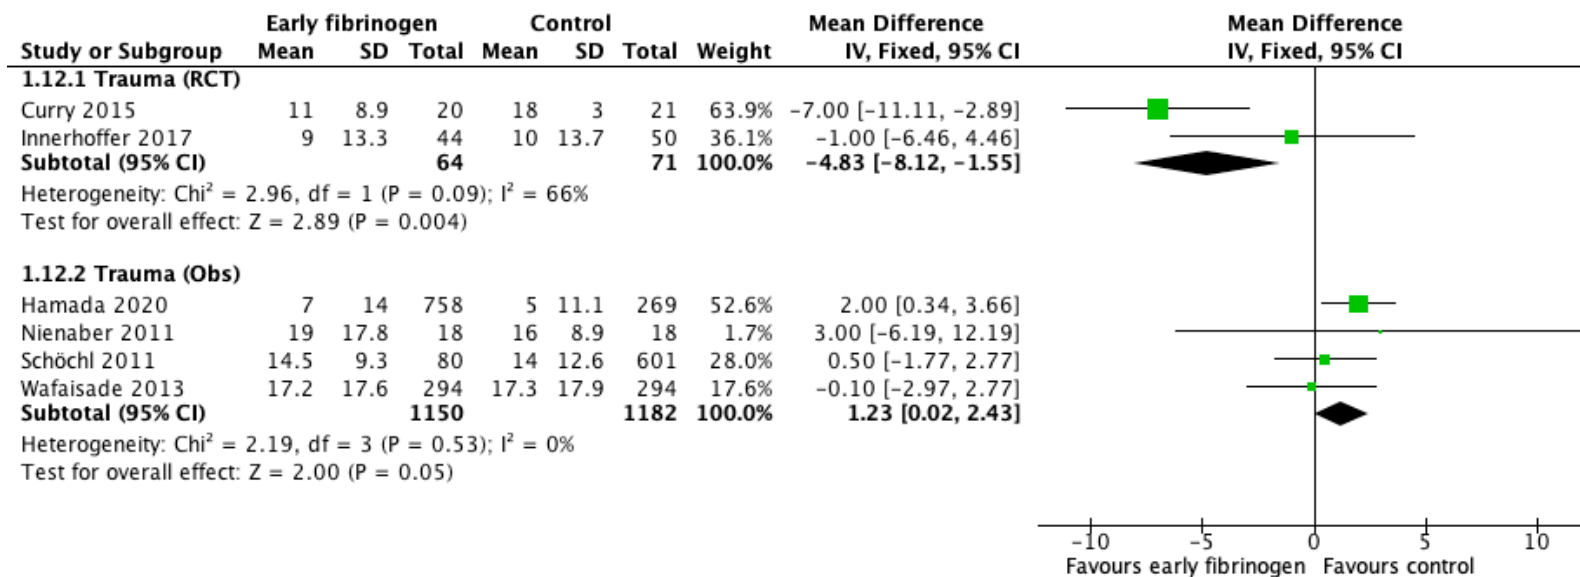 Early fibrinogen Control Mean Difference Mean Difference
Study or Subgroup Mean SD Total Mean SD Total Weight IV, Fixed, 95% CI IV, Fixed, 95% CI
1.12.1 Trauma (RCT)
Curry 2015 11 8.9 20 18 3 21 63.9% -7.00 [-11.11, -2.89]
Innerhoffer 2017 9 13.3 44 10 13.7 50 36.1% -1.00 [-6.46, 4.46]
Subtotal (95% CI) 64 71 100.0% -4.83 [-8.12, -1.55]
Heterogeneity: Chi² = 2.96, df = 1 (P = 0.09); I² = 66%
Test for overall effect: Z = 2.89 (P = 0.004)
1.12.2 Trauma (Obs)
Hamada 2020 7 14 758 5 11.1 269 52.6% 2.00 [0.34, 3.66]
Nienaber 2011 19 17.8 18 16 8.9 18 1.7% 3.00 [-6.19, 12.19]
Schöchl 2011 14.5 9.3 80 14 12.6 601 28.0% 0.50 [-1.77, 2.77]
Wafaisade 2013 17.2 17.6 294 17.3 17.9 294 17.6% -0.10 [-2.97, 2.77]
Subtotal (95% CI) 1150 1182 100.0% 1.23 [0.02, 2.43]
Heterogeneity: Chi² = 2.19, df = 3 (P = 0.53); I² = 0%
Test for overall effect: Z = 2.00 (P = 0.05)
-10 -5 0 5 10
Favours early fibrinogen Favours control